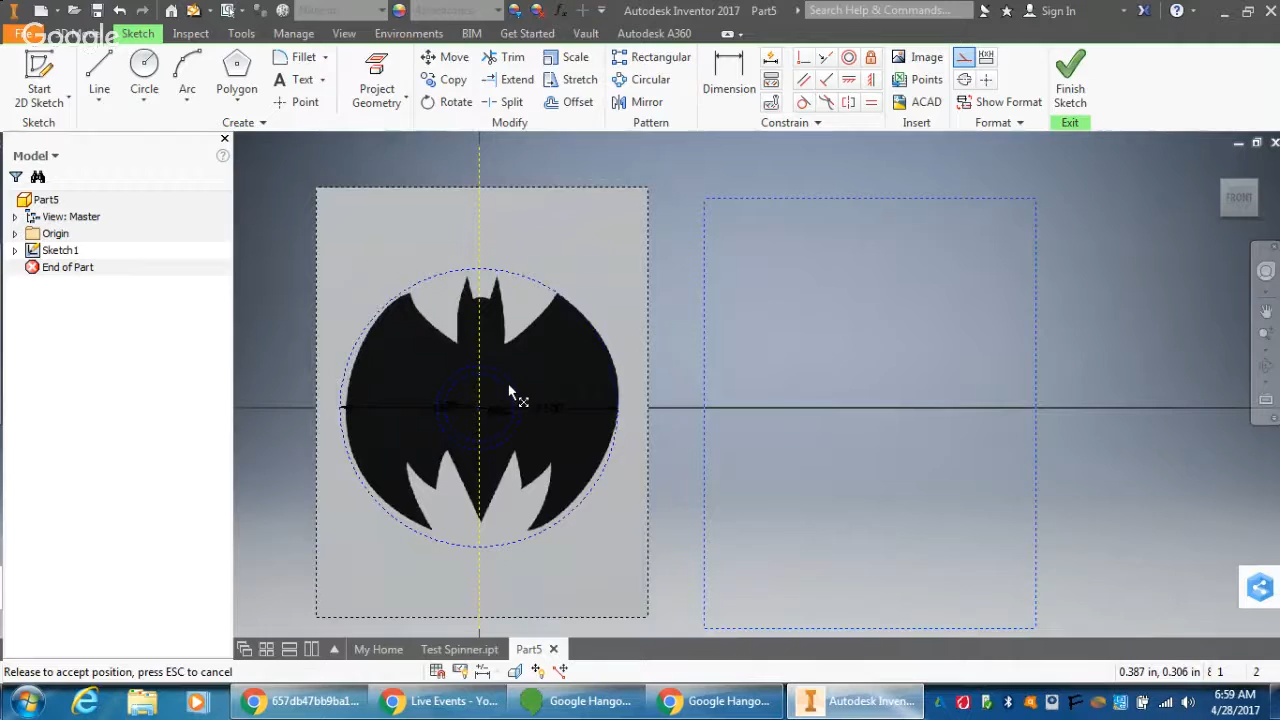 Autodesk Inventor 2017 Part5
Search Help & Commands...
Sign In
Google
File
Sketch
Inspect
Tools
Manage
View
Environments
BIM
Get Started
Vault
Autodesk A360
Start
2D Sketch
Line
Circle
Arc
Polygon
Fillet
Text
Point
Project
Geometry
Move
Copy
Rotate
Trim
Extend
Split
Scale
Stretch
Offset
Rectangular
Circular
Mirror
Dimension
Image
Points
ACAD
Show Format
Finish
Sketch
Sketch
Create
Modify
Pattern
Constrain
Insert
Format
Exit
Model
Part5
View: Master
Origin
Sketch1
End of Part
FRONT
My Home
Test Spinner.ipt
Part5
Release to accept position, press ESC to cancel
0.387 in, 0.306 in
1
2
657db47bb9ba1...
Live Events - Yo...
Google Hango...
Google Hango...
Autodesk Inven...
6:59 AM
4/28/2017